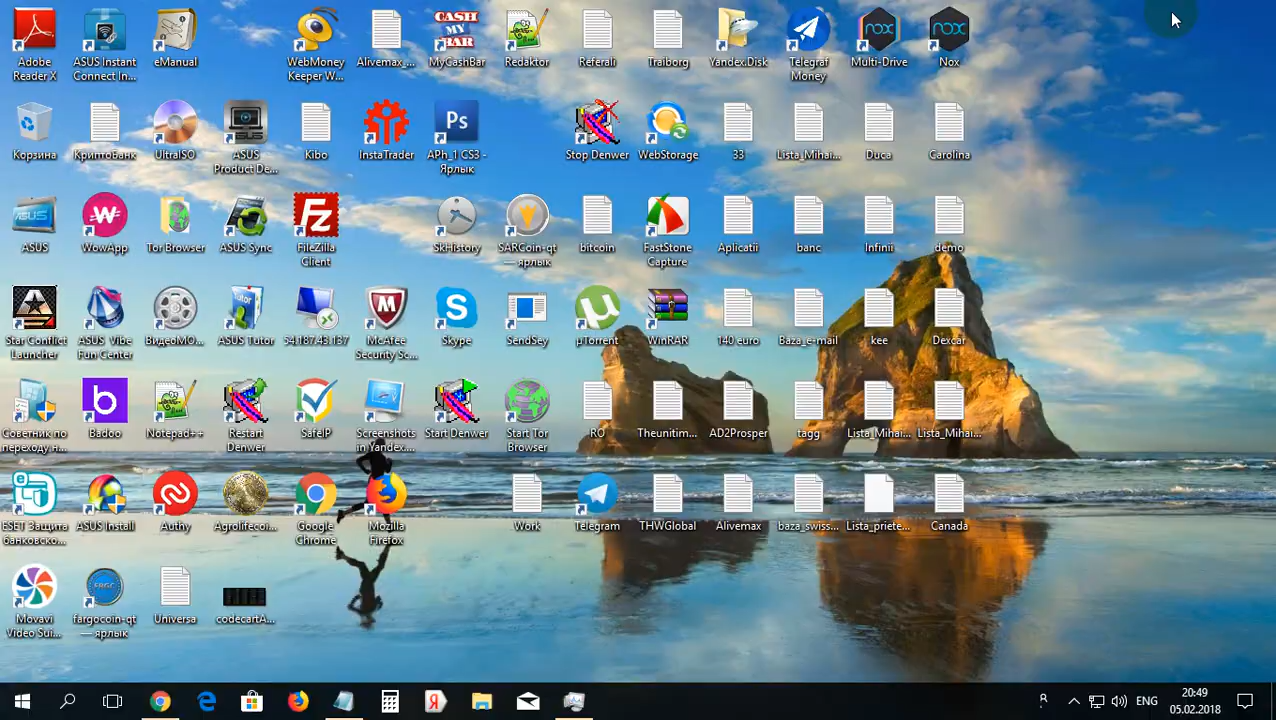 Adobe
Reader X
ASUS Instant
Connect In...
eManual
WebMoney
Keeper W...
Alivemax_...
CASH
MY
BAR
MyCashBar
Redaktor
Referali
Traiborg
Yandex.Disk
Telegraf
Money
nox
Multi-Drive
nox
Nox
Корзина
КриптоБанк
UltraISO
ASUS
Product De...
Kibo
InstaTrader
Ps
APh_1 CS3 -
Ярлык
Stop Denwer
WebStorage
33
Lista_Mihai...
Duca
Carolina
ASUS
ASUS
WowApp
Tor Browser
ASUS Sync
Fz
FileZilla
Client
SkHistory
SARCoin-qt
— ярлык
bitcoin
FastStone
Capture
Aplicatii
banc
Infinii
demo
Star Conflict
Launcher
ASUS Vibe
Fun Center
ВидеоМО...
Tutor
ASUS Tutor
54.187.43.137
McAfee
Security Sc...
Skype
SendSey
µTorrent
WinRAR
140 euro
Baza_e-mail
kee
Dexcar
Советник по
переходу н...
Badoo
Notepad++
Restart
Denwer
SafeIP
Screenshots
in Yandex....
Start Denwer
Start Tor
Browser
RO
Theunitim...
AD2Prosper
tagg
Lista_Mihai...
Lista_Mihai...
ESET Защита
банковско...
ASUS Install
Authy
Agrolifecoi...
Google
Chrome
Mozilla
Firefox
Work
Telegram
THWGlobal
Alivemax
baza_swiss...
Lista_priete...
Canada
Movavi
Video Sui...
FRGC
fargocoin-qt
— ярлык
Universa
codecartA...
ENG
20:49
05.02.2018